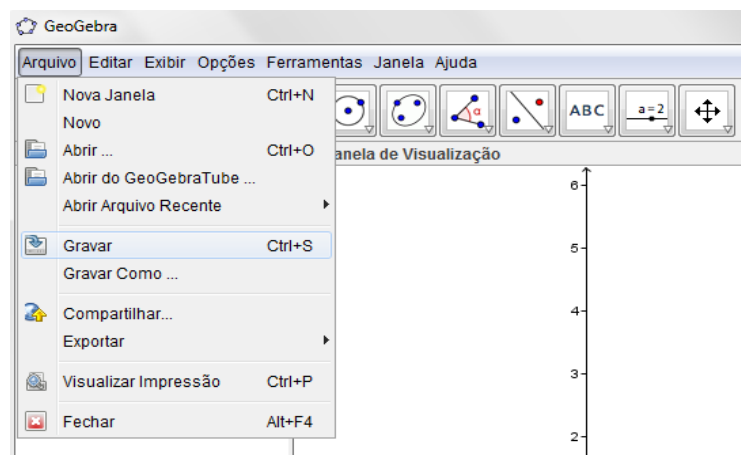 GeoGebra
Arquivo Editar Exibir Opções Ferramentas Janela Ajuda
Nova Janela Ctrl+N
Novo
Abrir ... Ctrl+O
Abrir do GeoGebraTube ...
Abrir Arquivo Recente
Gravar Ctrl+S
Gravar Como ...
Compartilhar...
Exportar
Visualizar Impressão Ctrl+P
Fechar Alt+F4
α
ABC
a=2
anela de Visualização
6
5
4
3
2